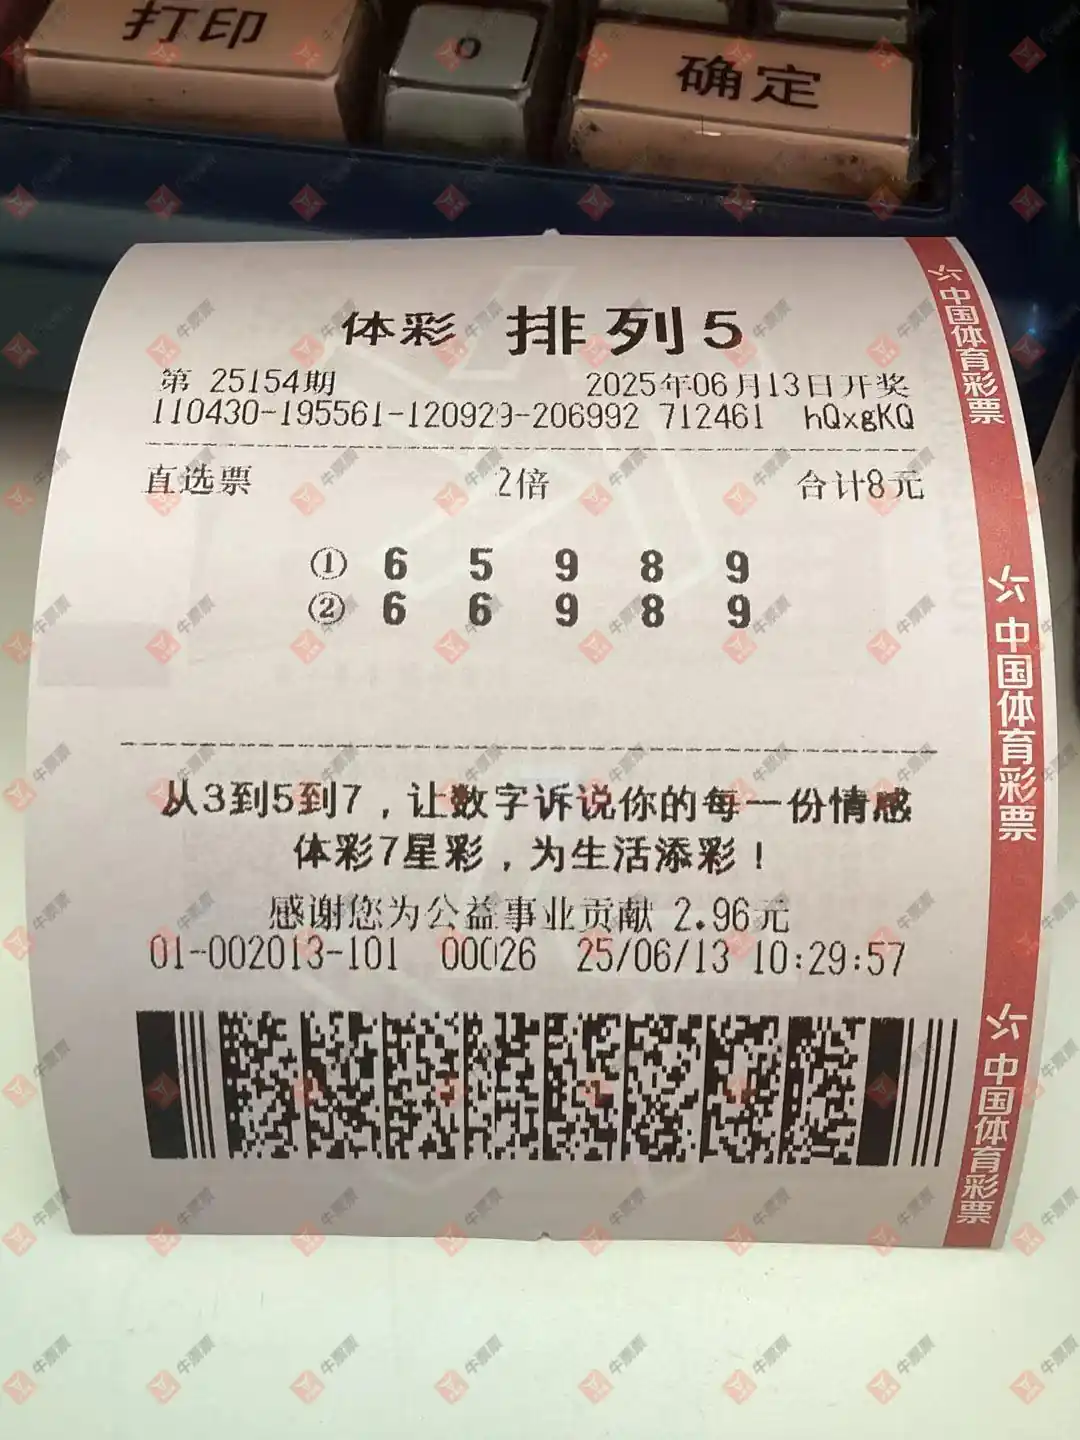 打印
0
确定
体彩 排列5
第 25154期 2025年06月13日开奖
110430-195561-120929-206992 712461 hQxgKQ
直选票 2倍 合计8元
① 6 5 9 8 9
② 6 6 9 8 9
从3到5到7，让数字诉说你的每一份情感
体彩7星彩，为生活添彩！
感谢您为公益事业贡献 2.96元
01-002013-101 00026 25/06/13 10:29:57
中国体育彩票
中国体育彩票
中国体育彩票
牛票票